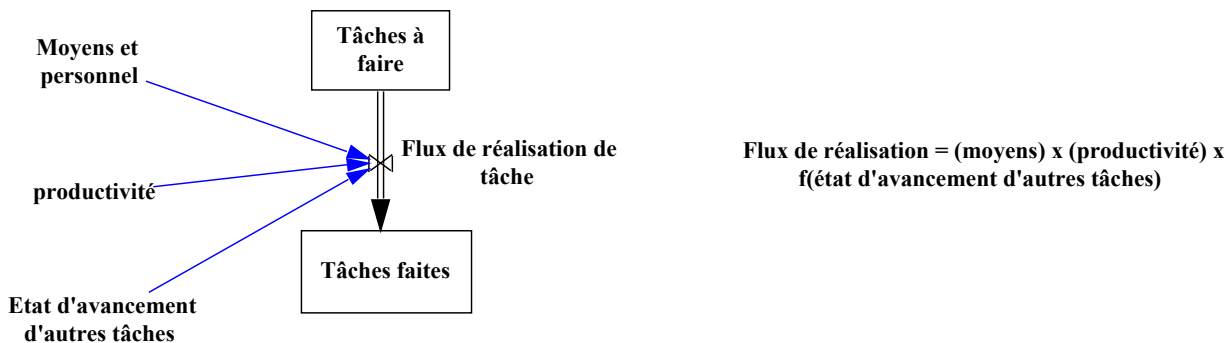 Tâches à
faire
Moyens et
personnel
Flux de réalisation de
tâche
productivité
Tâches faites
Etat d'avancement
d'autres tâches
Flux de réalisation = (moyens) x (productivité) x
f(état d'avancement d'autres tâches)